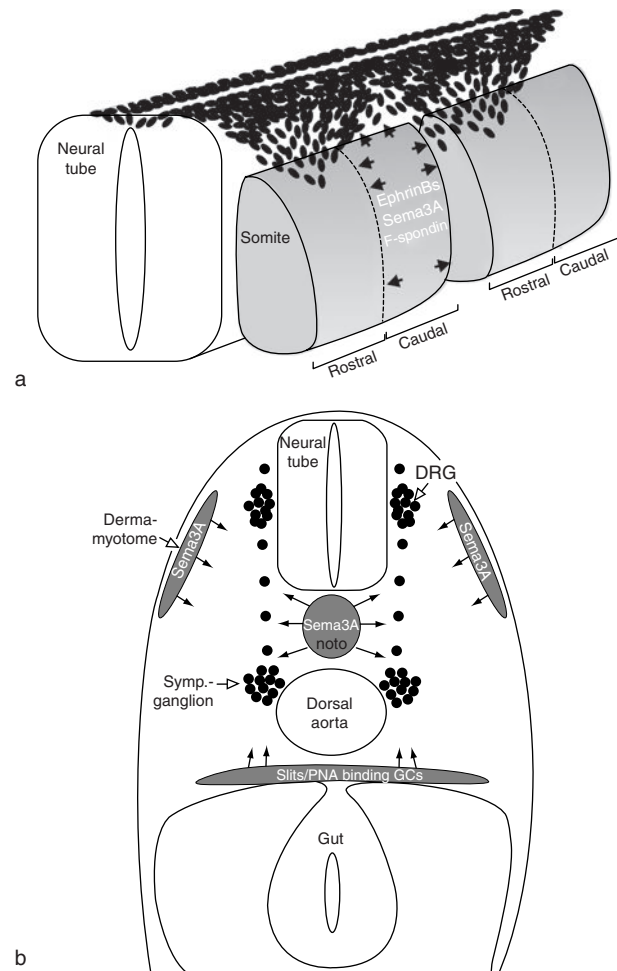 Neural
tube
Somite
EphrinBs
Sema3A
F-spondin
Rostral
Caudal
Rostral
Caudal
a
Neural
tube
DRG
Derma-
myotome
Sema3A
Sema3A
Sema3A
noto
Symp.-
ganglion
Dorsal
aorta
Slits/PNA binding GCs
Gut
b